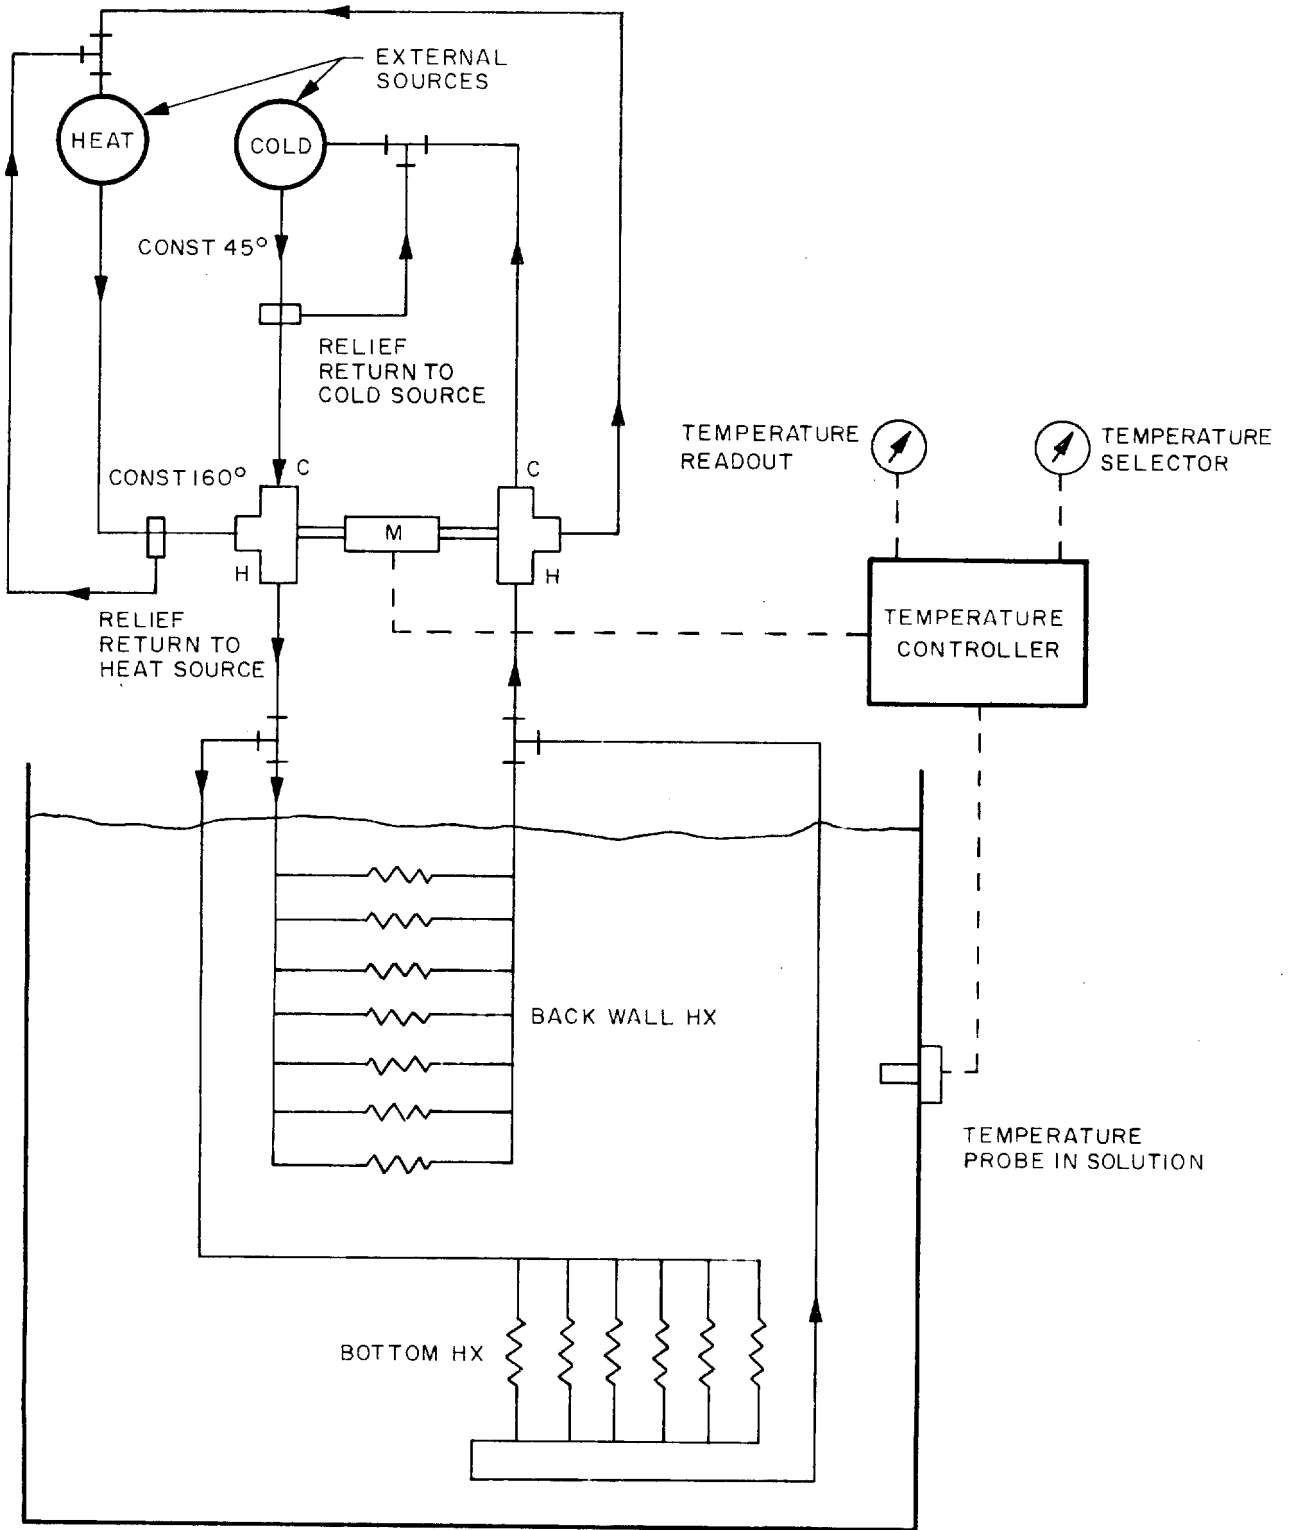 EXTERNAL
SOURCES
HEAT
COLD
CONST 45°
RELIEF
RETURN TO
COLD SOURCE
TEMPERATURE
READOUT
TEMPERATURE
SELECTOR
CONST 160°
C
C
M
H
H
RELIEF
RETURN TO
HEAT SOURCE
TEMPERATURE
CONTROLLER
BACK WALL HX
TEMPERATURE
PROBE IN SOLUTION
BOTTOM HX